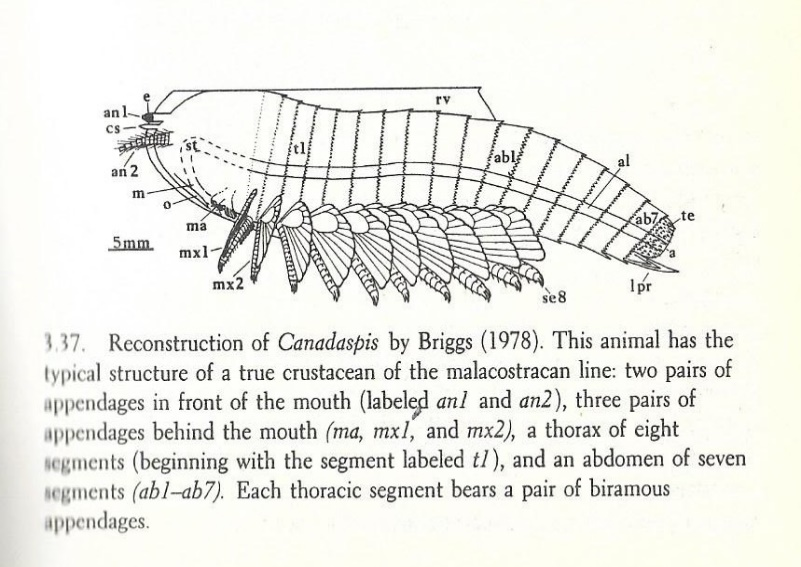 e
rv
an1
cs
st
t1
ab1
al
an 2
m
o
ma
ab7
te
5mm
mx1
a
mx2
lpr
se8
3.37. Reconstruction of Canadaspis by Briggs (1978). This animal has the
typical structure of a true crustacean of the malacostracan line: two pairs of
appendages in front of the mouth (labeled an1 and an2), three pairs of
appendages behind the mouth (ma, mx1, and mx2), a thorax of eight
segments (beginning with the segment labeled t1), and an abdomen of seven
segments (ab1–ab7). Each thoracic segment bears a pair of biramous
appendages.